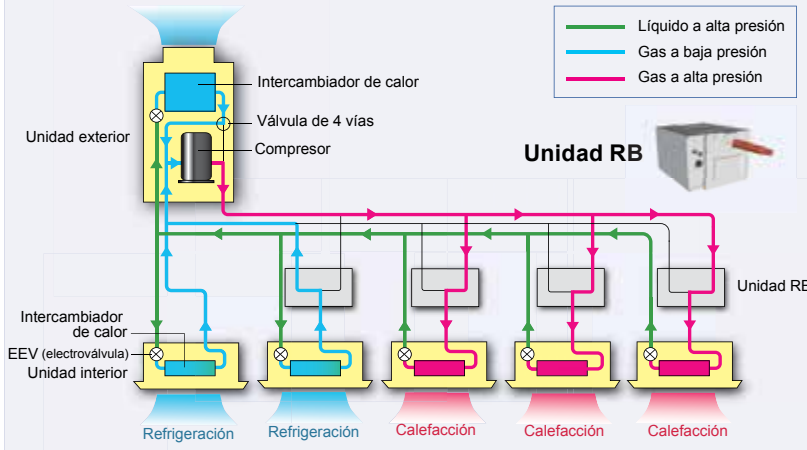 Líquido a alta presión
Gas a baja presión
Gas a alta presión
Intercambiador de calor
Válvula de 4 vías
Unidad exterior
Compresor
Unidad RB
Unidad RB
Intercambiador
de calor
EEV (electroválvula)
Unidad interior
Refrigeración
Refrigeración
Calefacción
Calefacción
Calefacción